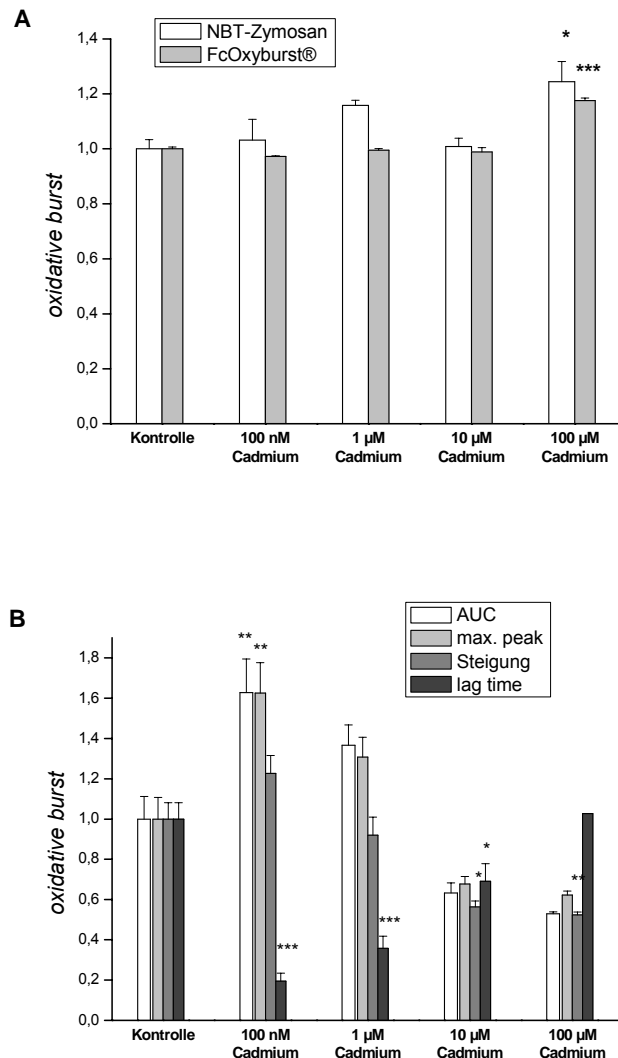 A
NBT-Zymosan
FcOxyburst®
*
***
1,4
1,2
1,0
0,8
0,6
0,4
0,2
0,0
oxidative burst
Kontrolle
100 nM
Cadmium
1 µM
Cadmium
10 µM
Cadmium
100 µM
Cadmium
B
AUC
max. peak
Steigung
lag time
1,8
1,6
1,4
1,2
1,0
0,8
0,6
0,4
0,2
0,0
oxidative burst
** **
***
***
* *
**
Kontrolle
100 nM
Cadmium
1 µM
Cadmium
10 µM
Cadmium
100 µM
Cadmium